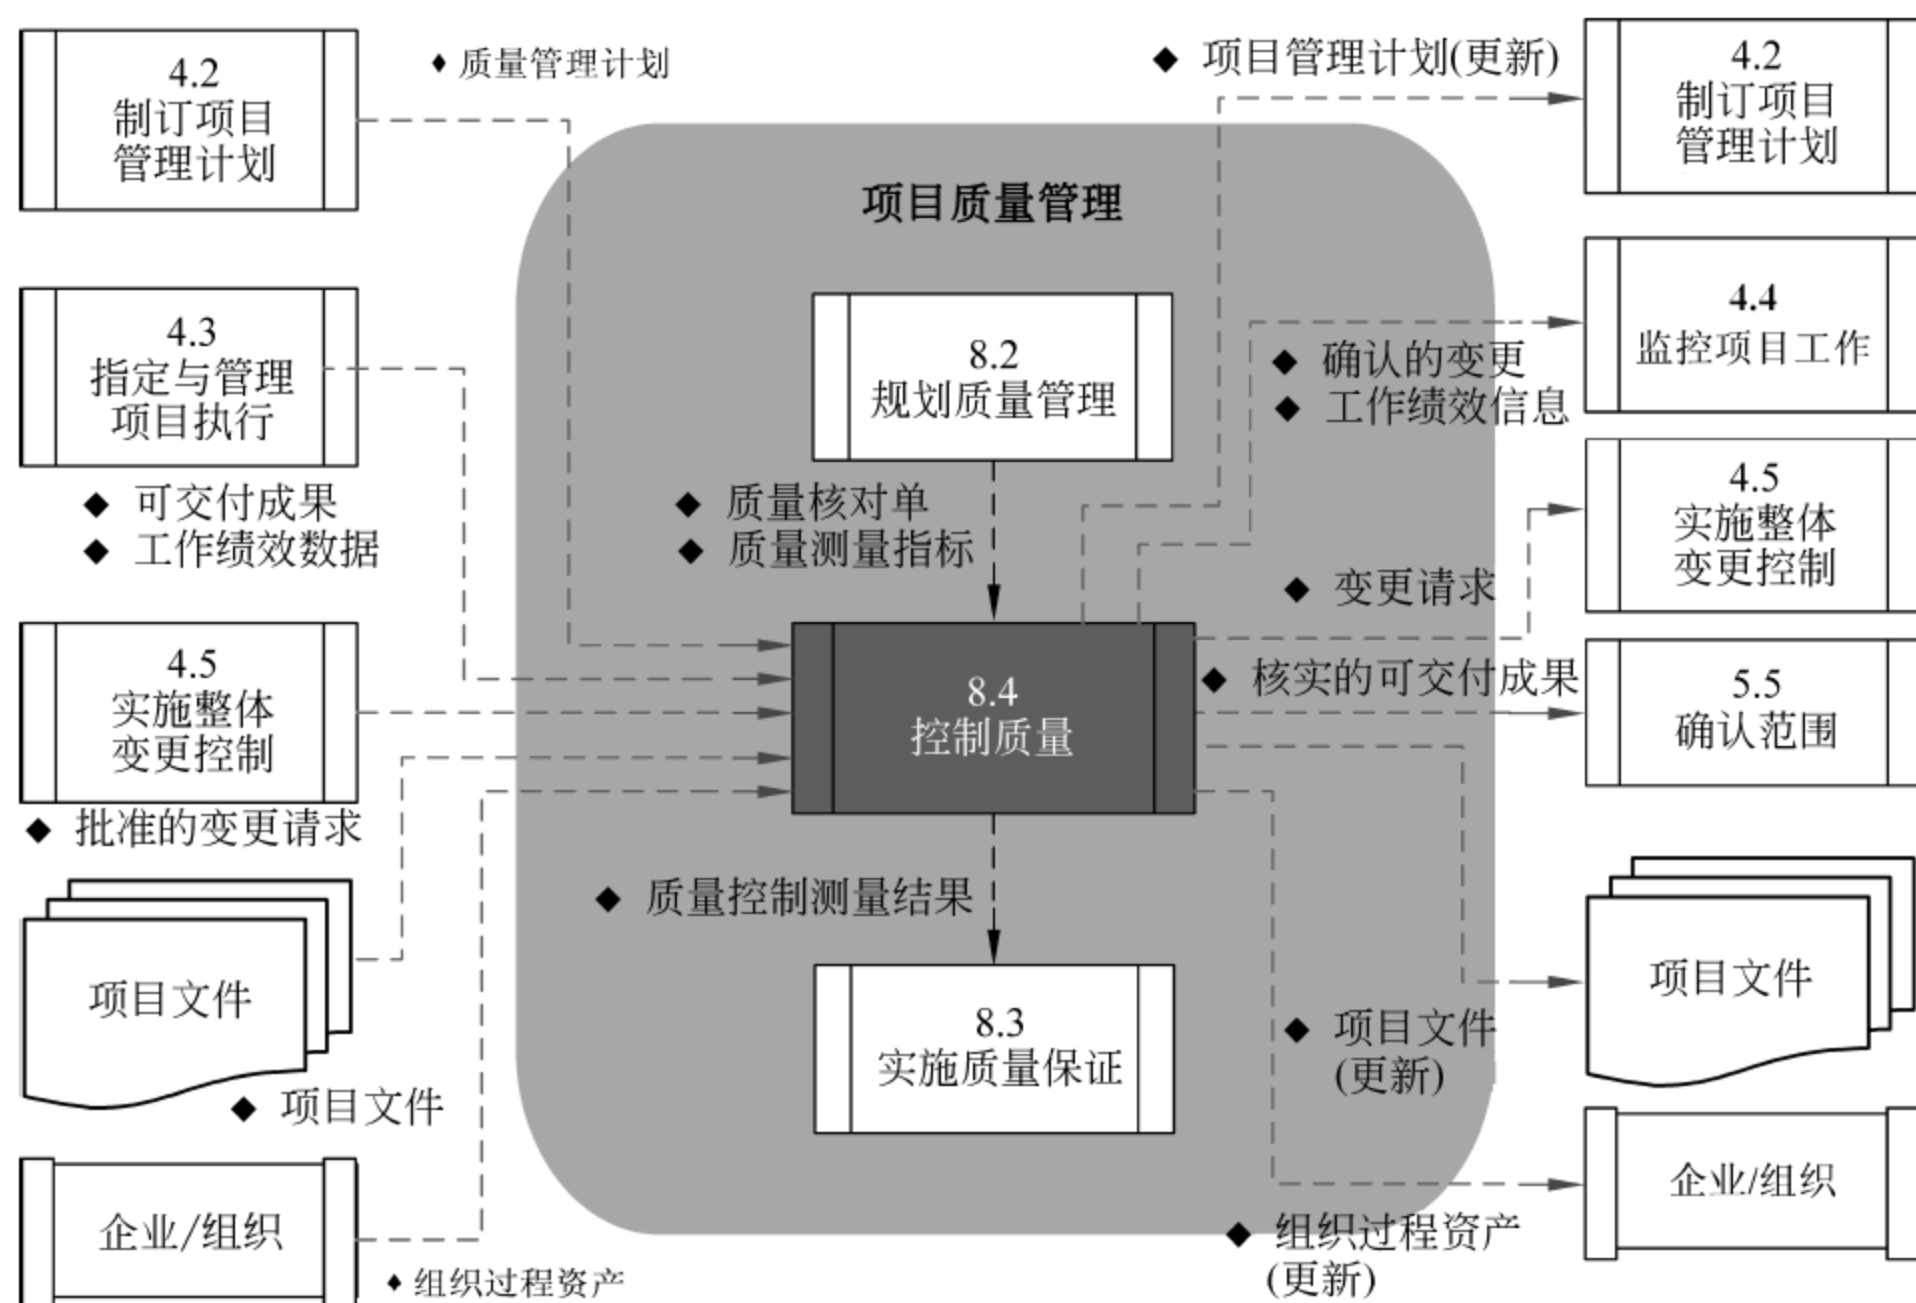 4.2
制订项目
管理计划
♦ 质量管理计划
4.3
指定与管理
项目执行
◆ 可交付成果
◆ 工作绩效数据
4.5
实施整体
变更控制
◆ 批准的变更请求
项目文件
◆ 项目文件
企业/组织
♦ 组织过程资产
项目质量管理
8.2
规划质量管理
◆ 质量核对单
◆ 质量测量指标
8.4
控制质量
◆ 质量控制测量结果
8.3
实施质量保证
◆ 项目管理计划(更新)
4.2
制订项目
管理计划
4.4
监控项目工作
◆ 确认的变更
◆ 工作绩效信息
4.5
实施整体
变更控制
◆ 变更请求
◆ 核实的可交付成果
5.5
确认范围
项目文件
◆ 项目文件
(更新)
企业/组织
◆ 组织过程资产
(更新)